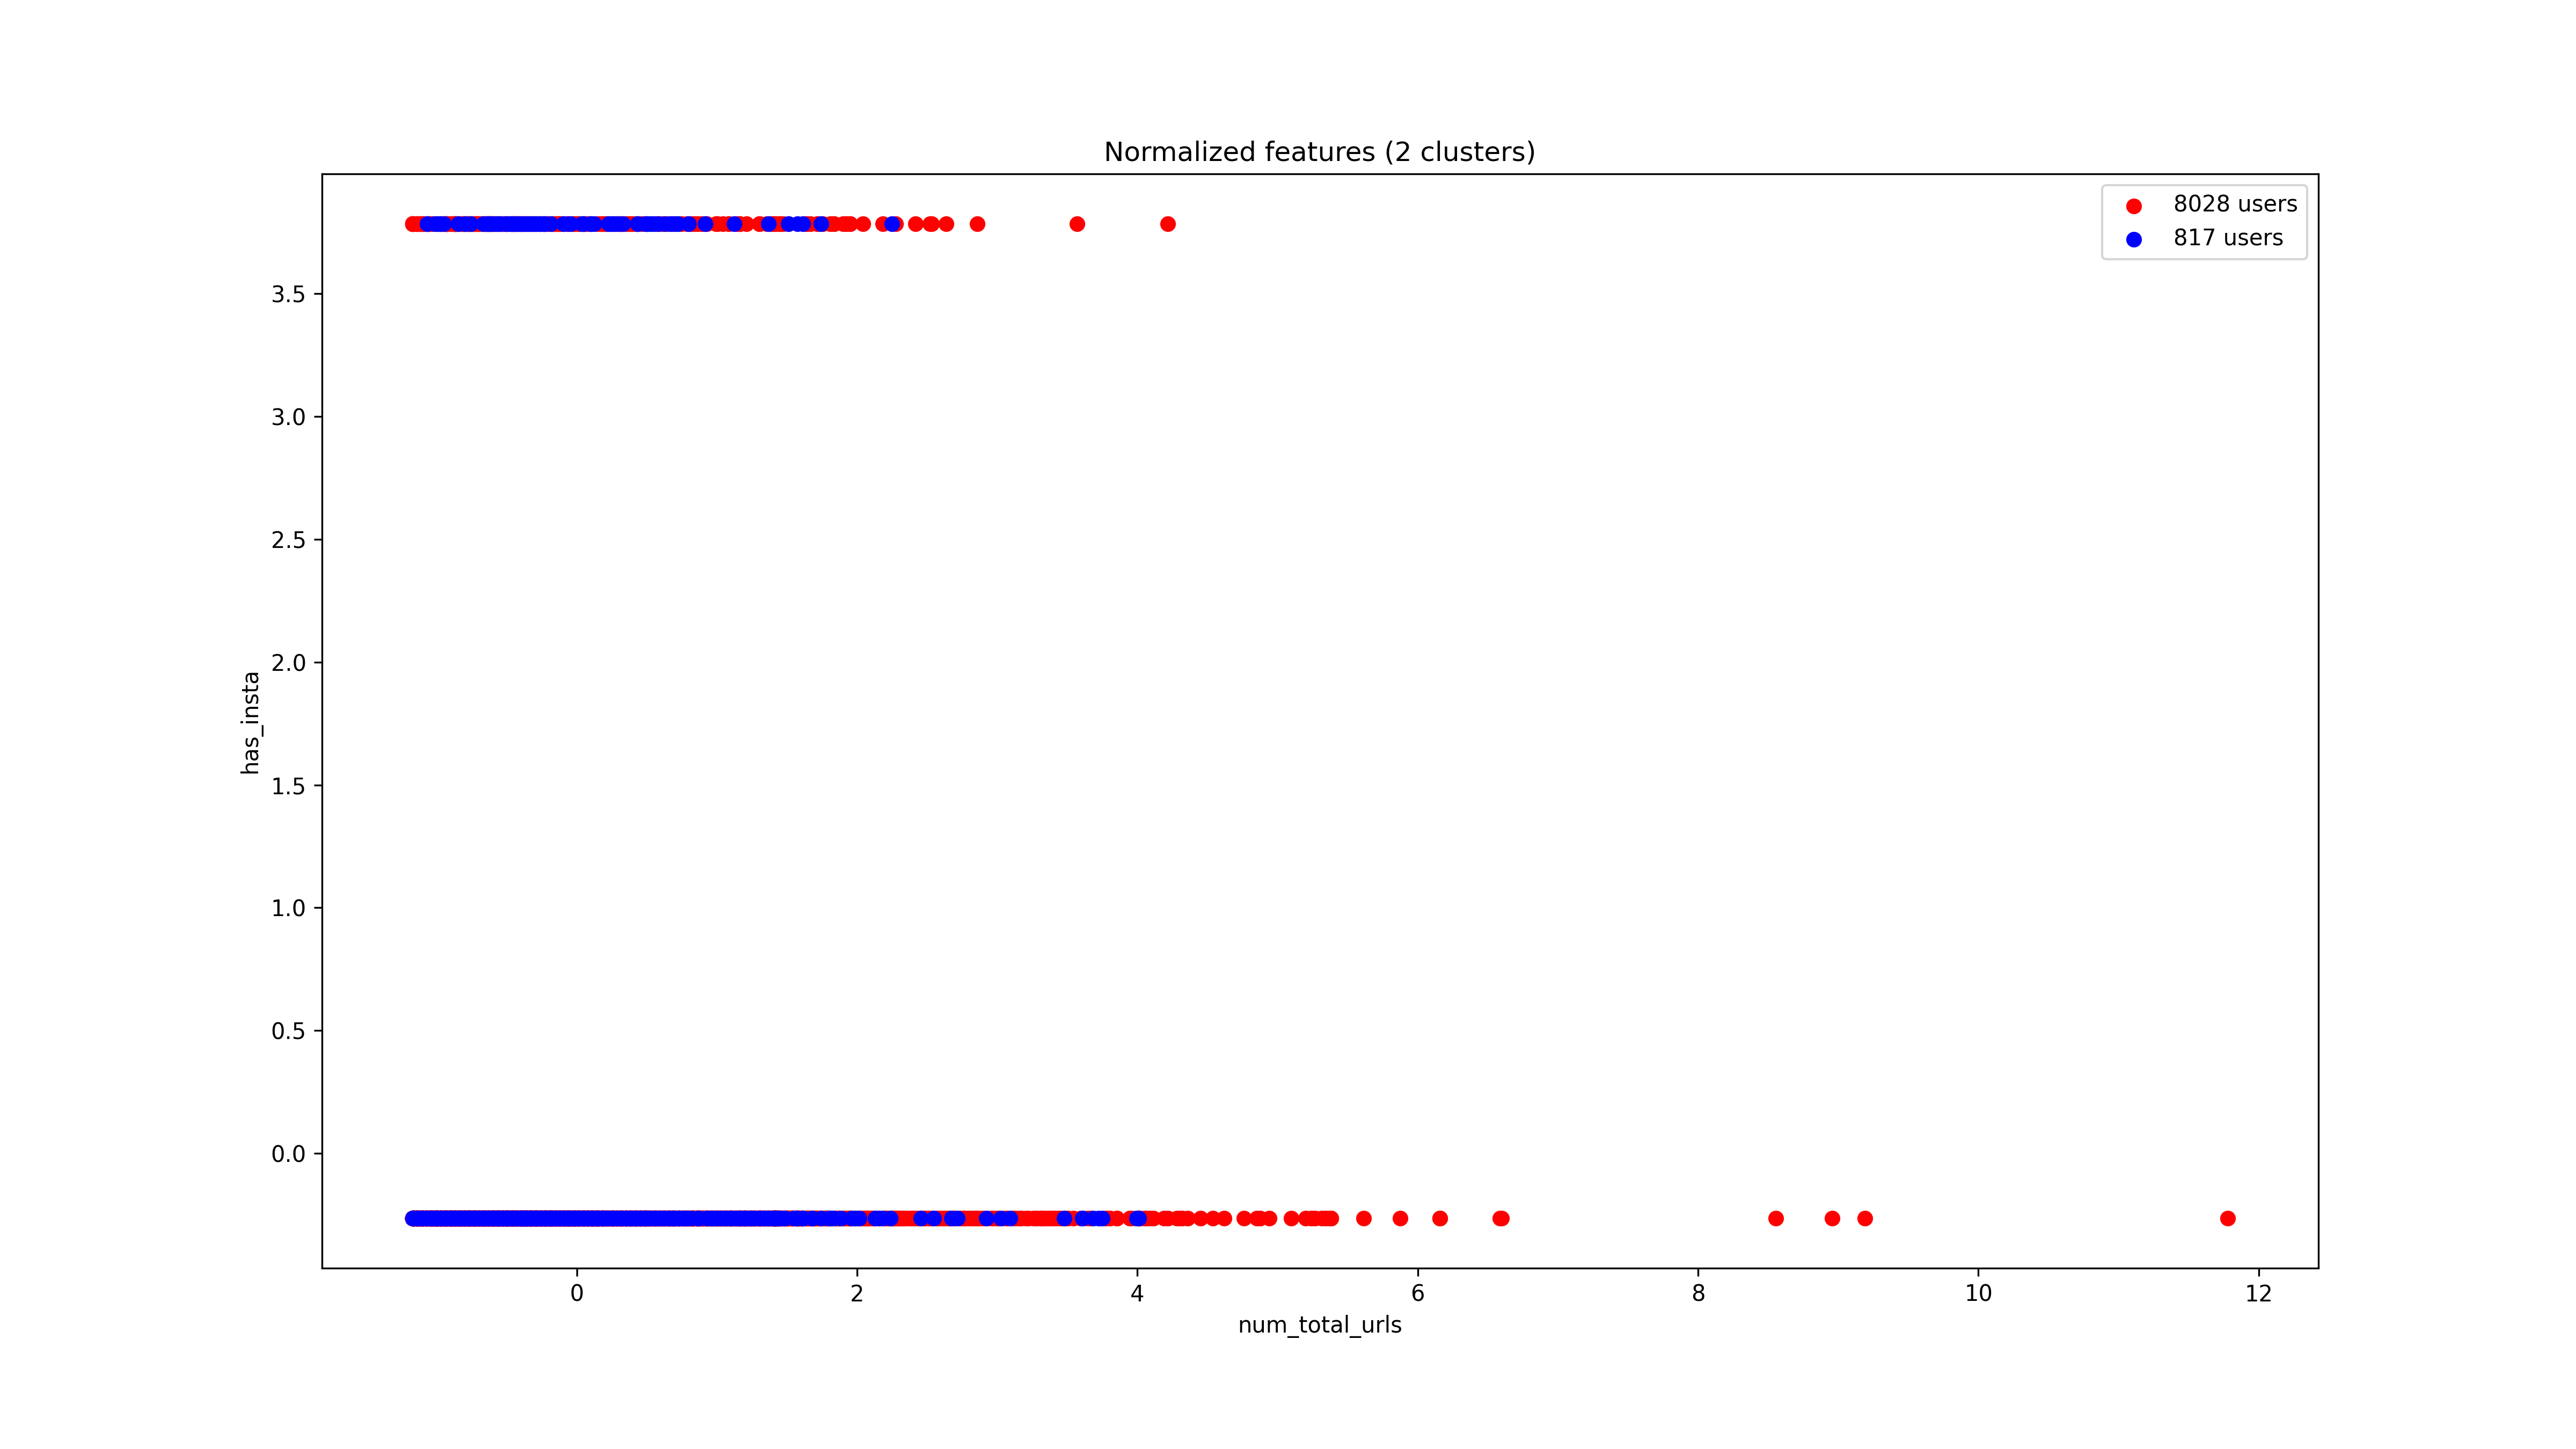 Normalized features (2 clusters)
8028 users
817 users
3.5
3.0
2.5
2.0
1.5
1.0
0.5
0.0
has_insta
0 2 4 6 8 10 12
num_total_urls